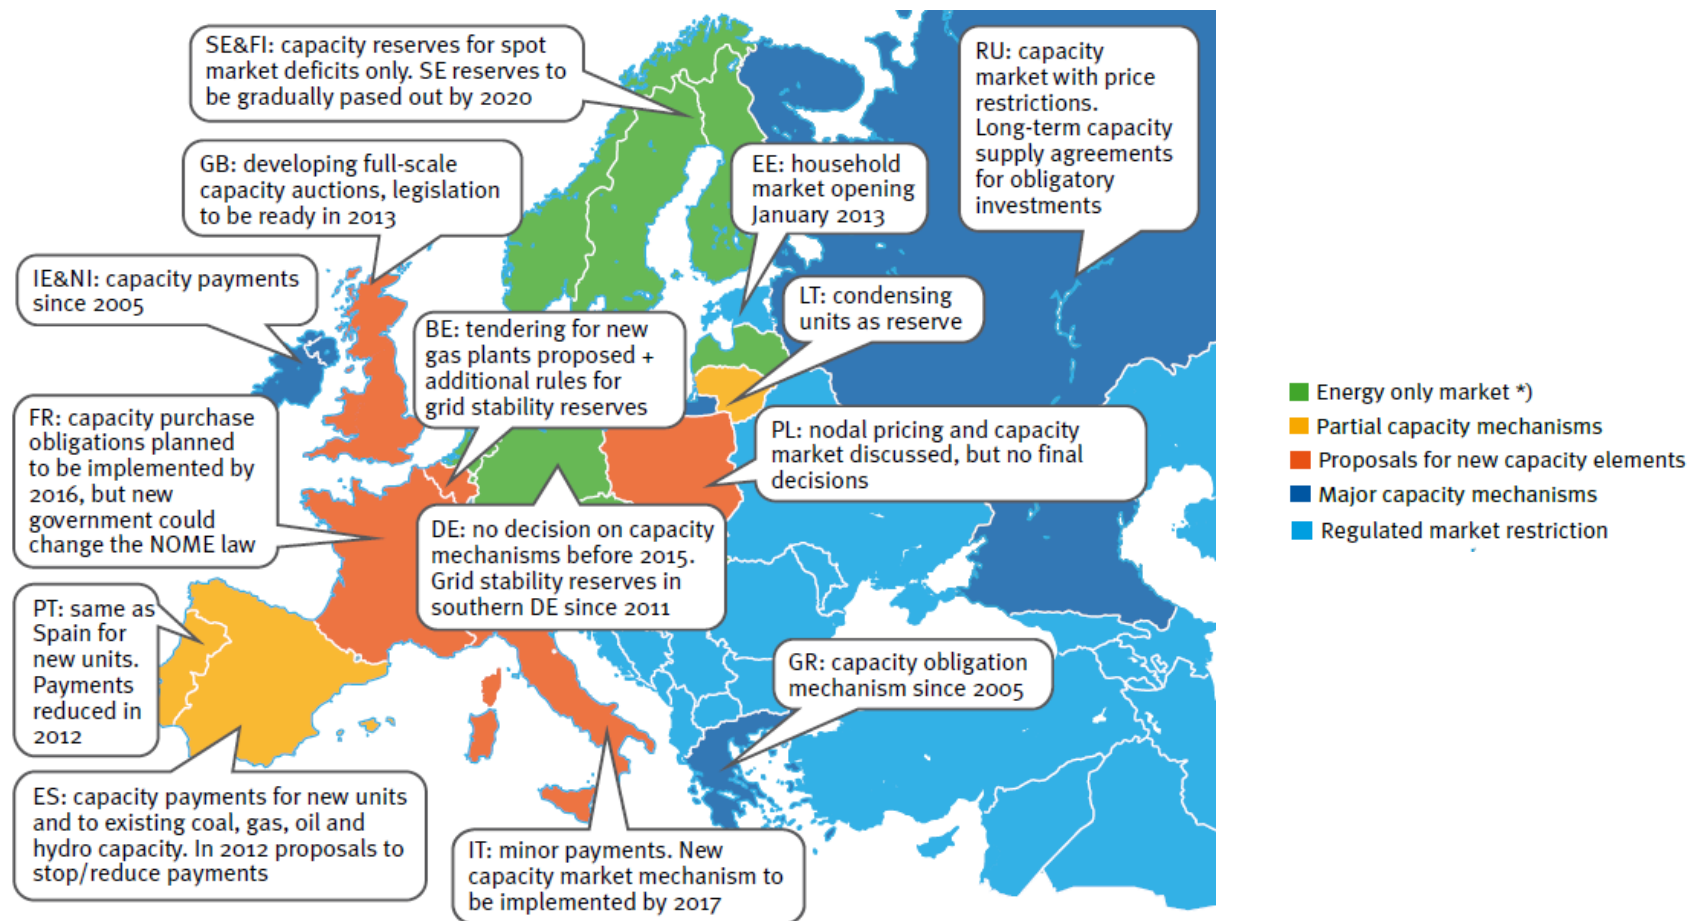 SE&FI: capacity reserves for spot
market deficits only. SE reserves to
be gradually pased out by 2020
GB: developing full-scale
capacity auctions, legislation
to be ready in 2013
IE&NI: capacity payments
since 2005
EE: household
market opening
January 2013
RU: capacity
market with price
restrictions.
Long-term capacity
supply agreements
for obligatory
investments
LT: condensing
units as reserve
BE: tendering for new
gas plants proposed +
additional rules for
grid stability reserves
FR: capacity purchase
obligations planned
to be implemented by
2016, but new
government could
change the NOME law
PL: nodal pricing and capacity
market discussed, but no final
decisions
DE: no decision on capacity
mechanisms before 2015.
Grid stability reserves in
southern DE since 2011
PT: same as
Spain for
new units.
Payments
reduced in
2012
GR: capacity obligation
mechanism since 2005
ES: capacity payments for new units
and to existing coal, gas, oil and
hydro capacity. In 2012 proposals to
stop/reduce payments
IT: minor payments. New
capacity market mechanism to
be implemented by 2017
Energy only market *)
Partial capacity mechanisms
Proposals for new capacity elements
Major capacity mechanisms
Regulated market restriction